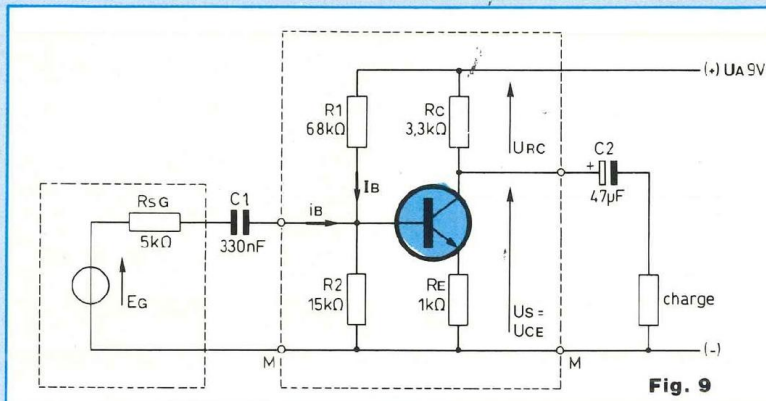 (+) UA 9V
R1
68kΩ
RC
3,3kΩ
URC
C2
+
47µF
IB
RSG
5kΩ
C1
330nF
iB
EG
R2
15kΩ
RE
1kΩ
US =
UCE
charge
M
M
(-)
Fig. 9